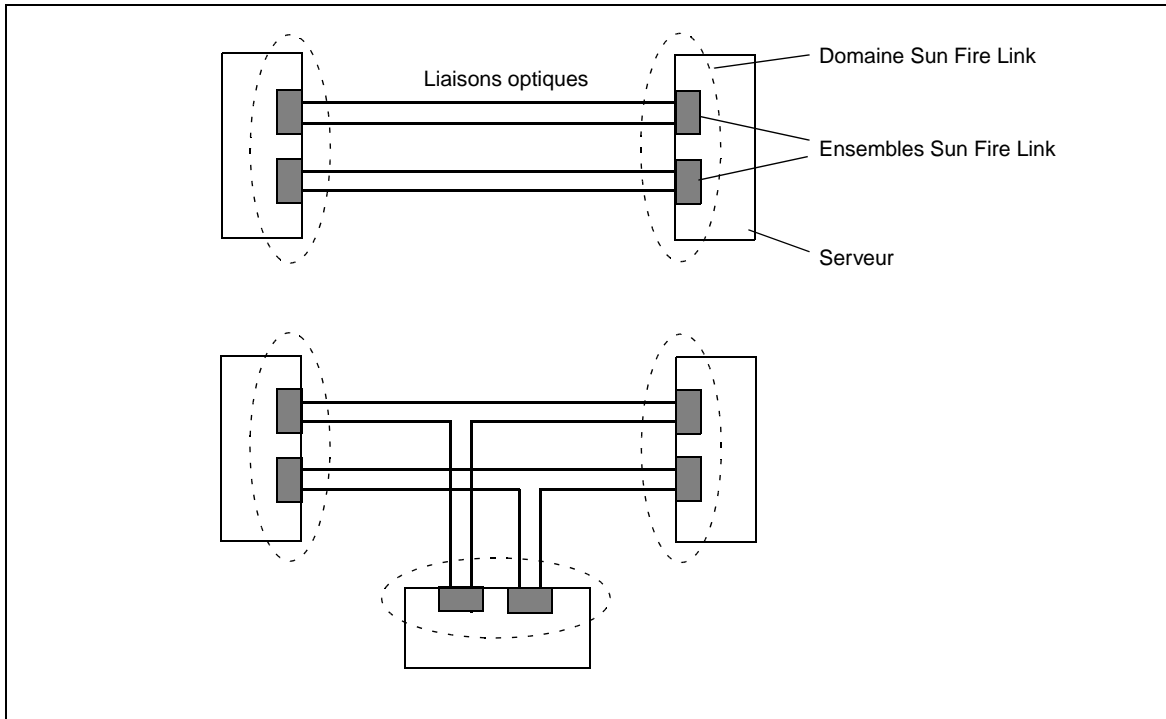 Liaisons optiques
Domaine Sun Fire Link
Ensembles Sun Fire Link
Serveur